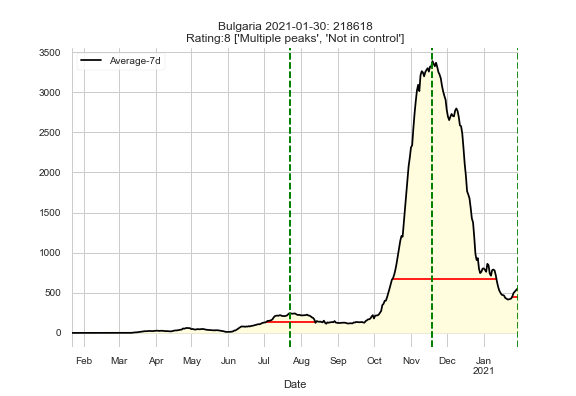 Bulgaria 2021-01-30: 218618
Rating:8 ['Multiple peaks', 'Not in control']
Average-7d
3500
3000
2500
2000
1500
1000
500
0
Feb Mar Apr May Jun Jul Aug Sep Oct Nov Dec Jan
2021
Date